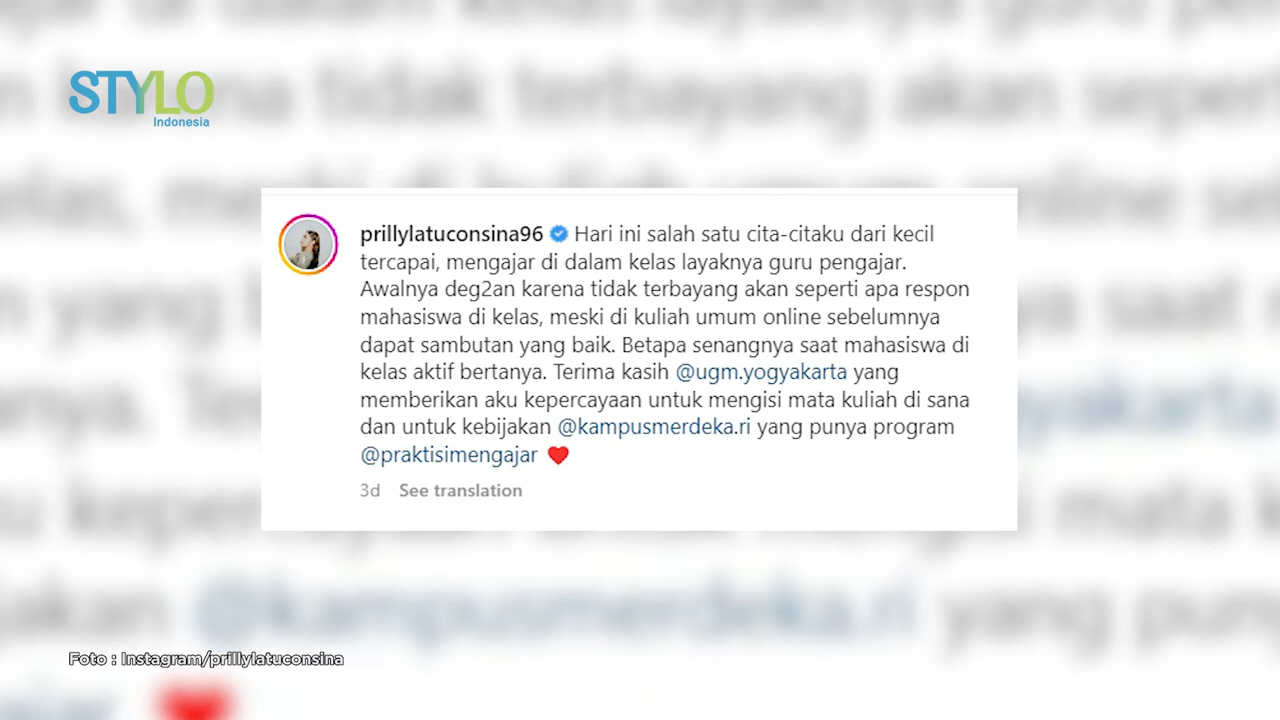 STYLO
Indonesia
prillylatuconsina96 Hari ini salah satu cita-citaku dari kecil
tercapai, mengajar di dalam kelas layaknya guru pengajar.
Awalnya deg2an karena tidak terbayang akan seperti apa respon
mahasiswa di kelas, meski di kuliah umum online sebelumnya
dapat sambutan yang baik. Betapa senangnya saat mahasiswa di
kelas aktif bertanya. Terima kasih @ugm.yogyakarta yang
memberikan aku kepercayaan untuk mengisi mata kuliah di sana
dan untuk kebijakan @kampusmerdeka.ri yang punya program
@praktisimengajar ❤️
3d See translation
Foto : Instagram/prillylatuconsina